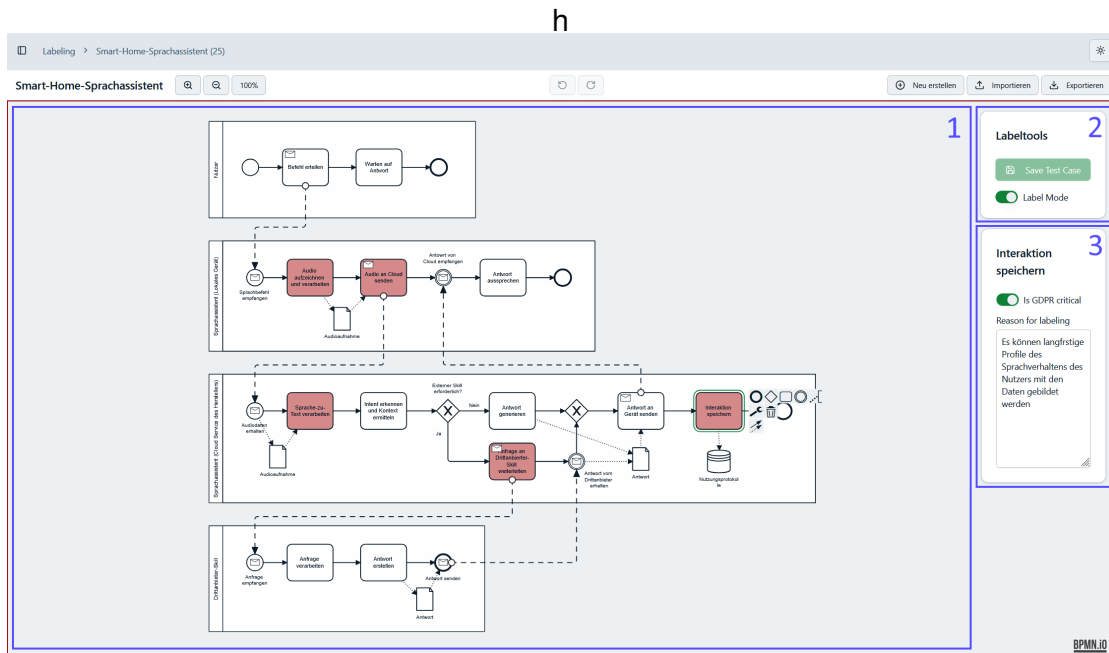 h
Labeling > Smart-Home-Sprachassistent (25)
Smart-Home-Sprachassistent
100%
Neu erstellen
Importieren
Exportieren
1
Nutzer
Befehl erteilen
Warten auf
Antwort
Sprachassistent (Lokales Gerät)
Sprachbefehl
empfangen
Audio
aufzeichnen
und verarbeiten
Audioaufnahme
Audio an Cloud
senden
Antwort von
Cloud empfangen
Antwort
aussprechen
Sprachassistent (Cloud Service des Herstellers)
Audiodaten
erhalten
Audioaufnahme
Sprache-zu-
Text verarbeiten
Intent erkennen
und Kontext
ermitteln
Externer Skill
erforderlich?
Nein
Ja
Antwort
generieren
Anfrage an
Drittanbieter-
Skill
weiterleiten
Antwort vom
Drittanbieter
erhalten
Antwort an
Gerät senden
Antwort
Interaktion
speichern
Nutzungsprotokol
le
Drittanbieter-Skill
Anfrage
empfangen
Anfrage
verarbeiten
Antwort
erstellen
Antwort senden
Antwort
2
Labeltools
Save Test Case
Label Mode
3
Interaktion
speichern
Is GDPR critical
Reason for labeling
Es können langfrstige
Profile des
Sprachverhaltens des
Nutzers mit den
Daten gebildet
werden
BPMN.iO